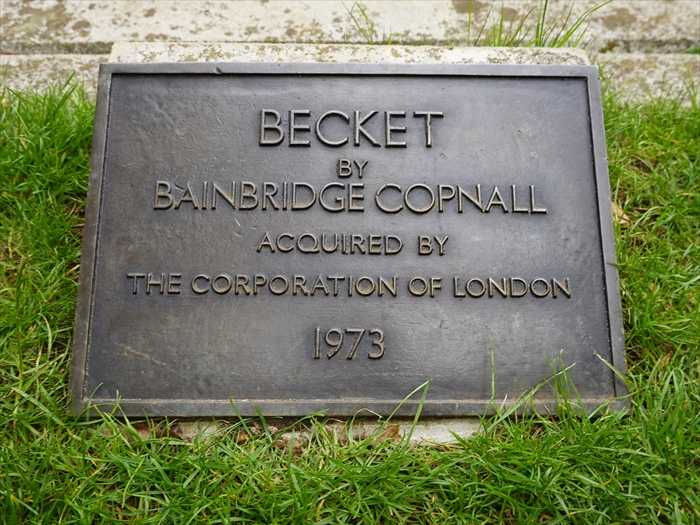 BECKET
BY
BAINBRIDGE COPNALL
ACQUIRED BY
THE CORPORATION OF LONDON
1973